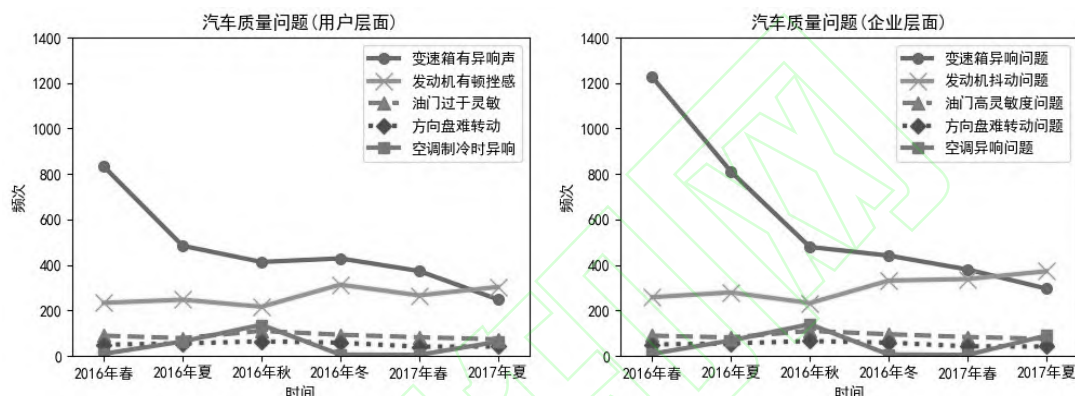 汽车质量问题(用户层面)
1400
1200
1000
800
600
400
200
0
频次
变速箱有异响声
发动机有顿挫感
油门过于灵敏
方向盘难转动
空调制冷时异响
2016年春 2016年夏 2016年秋 2016年冬 2017年春 2017年夏
时间
汽车质量问题(企业层面)
1400
1200
1000
800
600
400
200
0
频次
变速箱异响问题
发动机抖动问题
油门高灵敏度问题
方向盘难转动问题
空调异响问题
2016年春 2016年夏 2016年秋 2016年冬 2017年春 2017年夏
时间